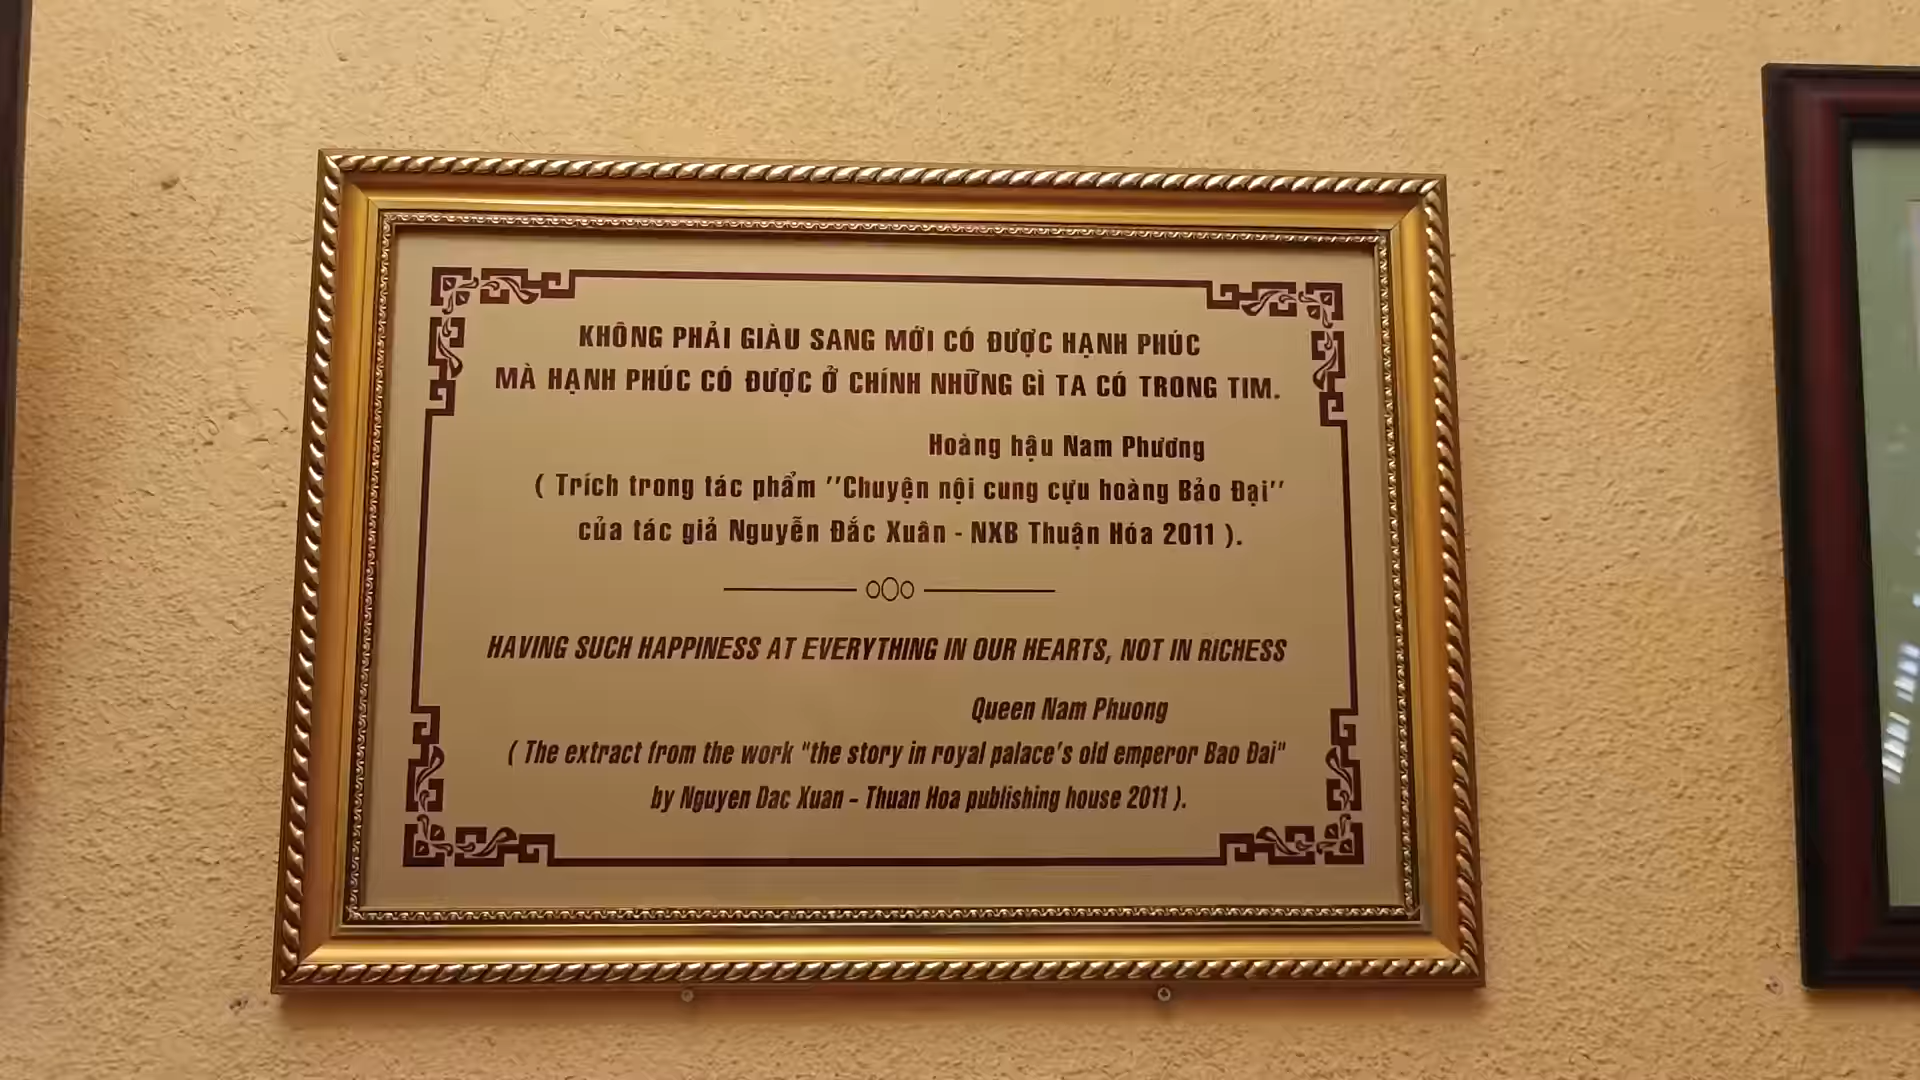 KHÔNG PHẢI GIÀU SANG MỚI CÓ ĐƯỢC HẠNH PHÚC
MÀ HẠNH PHÚC CÓ ĐƯỢC Ở CHÍNH NHỮNG GÌ TA CÓ TRONG TIM.
Hoàng hậu Nam Phương
( Trích trong tác phẩm ''Chuyện nội cung cựu hoàng Bảo Đại''
của tác giả Nguyễn Đắc Xuân - NXB Thuận Hóa 2011 ).
HAVING SUCH HAPPINESS AT EVERYTHING IN OUR HEARTS, NOT IN RICHESS
Queen Nam Phuong
( The extract from the work "the story in royal palace's old emperor Bao Đai"
by Nguyen Dac Xuan – Thuan Hoa publishing house 2011 ).